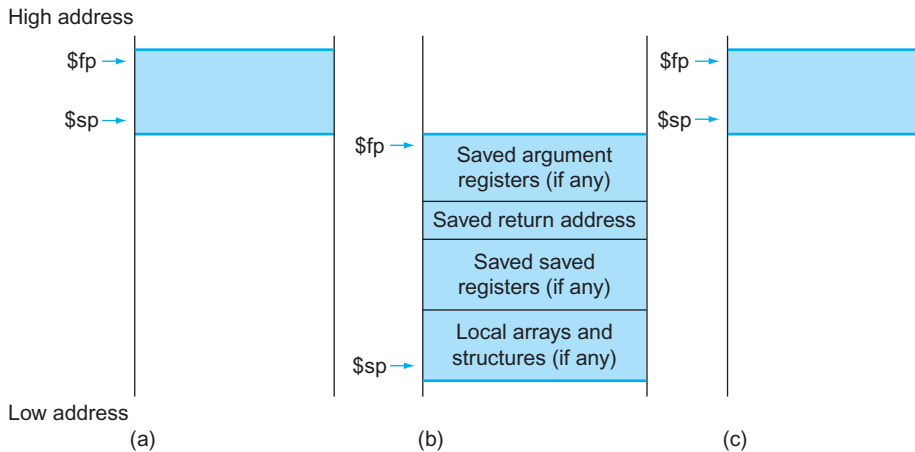 High address
$fp
$sp
$fp
Saved argument
registers (if any)
Saved return address
Saved saved
registers (if any)
Local arrays and
structures (if any)
$sp
$fp
$sp
Low address
(a)
(b)
(c)